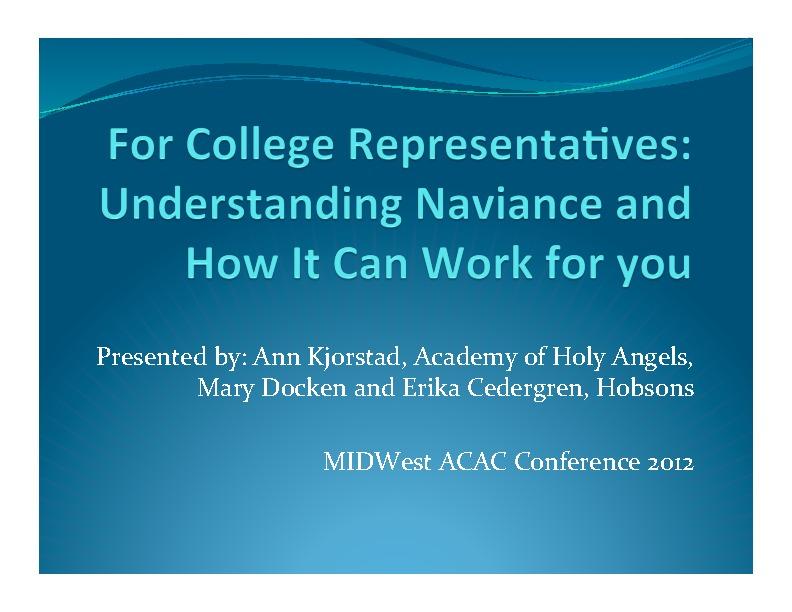 For College Representatives:
Understanding Naviance and
How It Can Work for you
Presented by: Ann Kjorstad, Academy of Holy Angels,
Mary Docken and Erika Cedergren, Hobsons
MIDWest ACAC Conference 2012